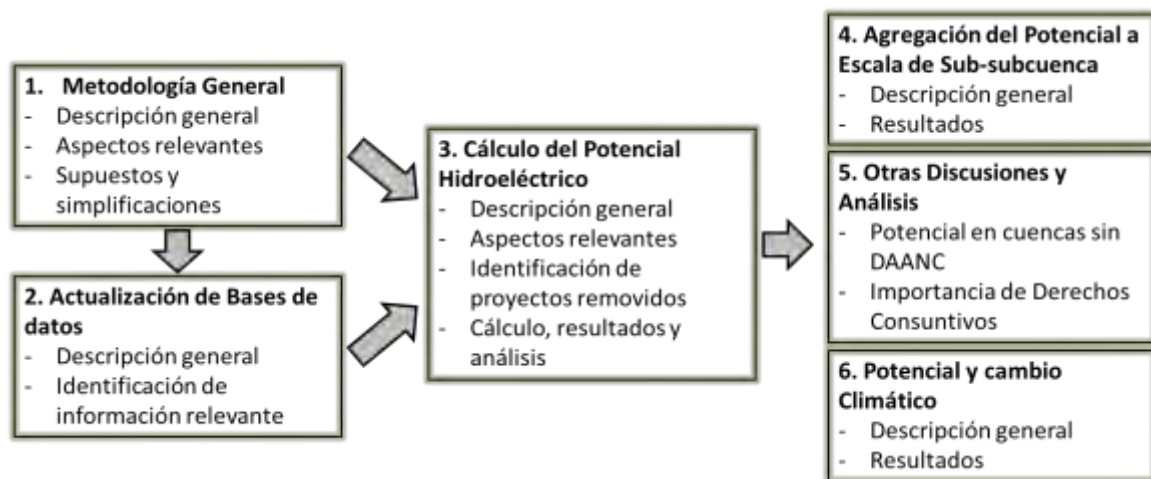 1. Metodología General
- Descripción general
- Aspectos relevantes
- Supuestos y
simplificaciones
2. Actualización de Bases de
datos
- Descripción general
- Identificación de
información relevante
3. Cálculo del Potencial
Hidroeléctrico
- Descripción general
- Aspectos relevantes
- Identificación de
proyectos removidos
- Cálculo, resultados y
análisis
4. Agregación del Potencial a
Escala de Sub-subcuenca
- Descripción general
- Resultados
5. Otras Discusiones y
Análisis
- Potencial en cuencas sin
DAANC
- Importancia de Derechos
Consuntivos
6. Potencial y cambio
Climático
- Descripción general
- Resultados